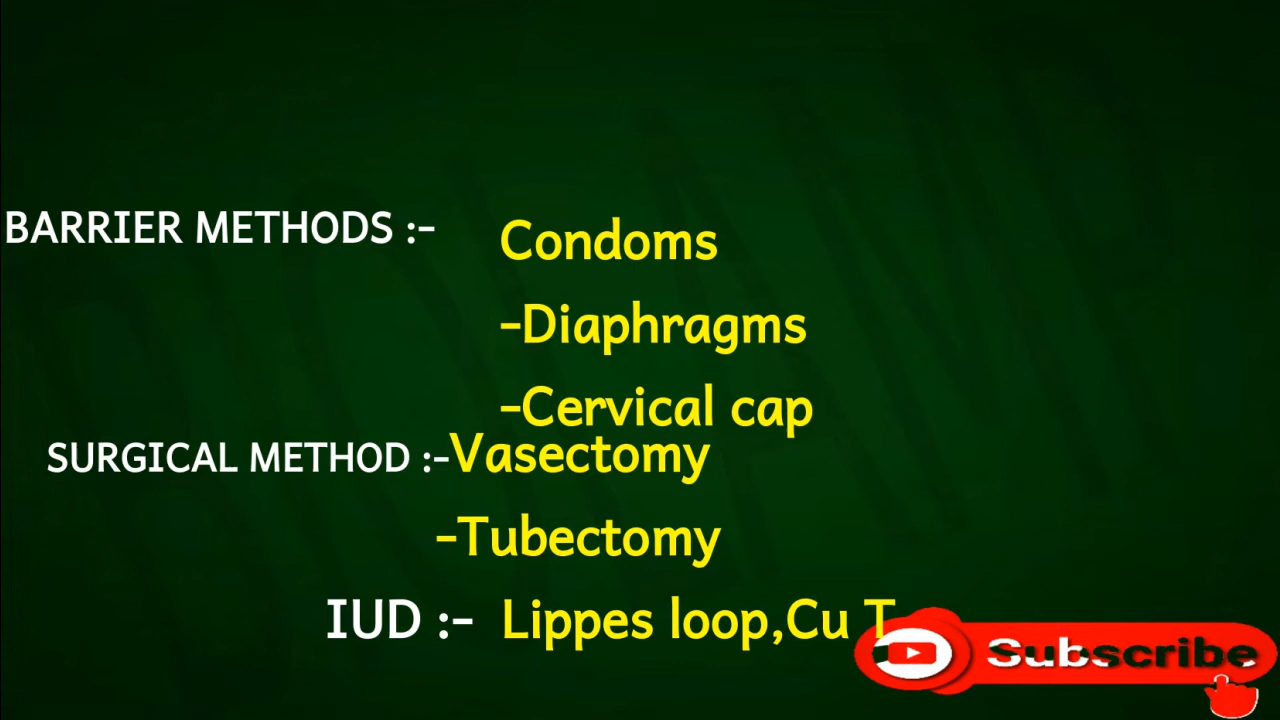 BARRIER METHODS :- Condoms
-Diaphragms
-Cervical cap
SURGICAL METHOD :-Vasectomy
-Tubectomy
IUD :- Lippes loop,Cu T
Subscribe